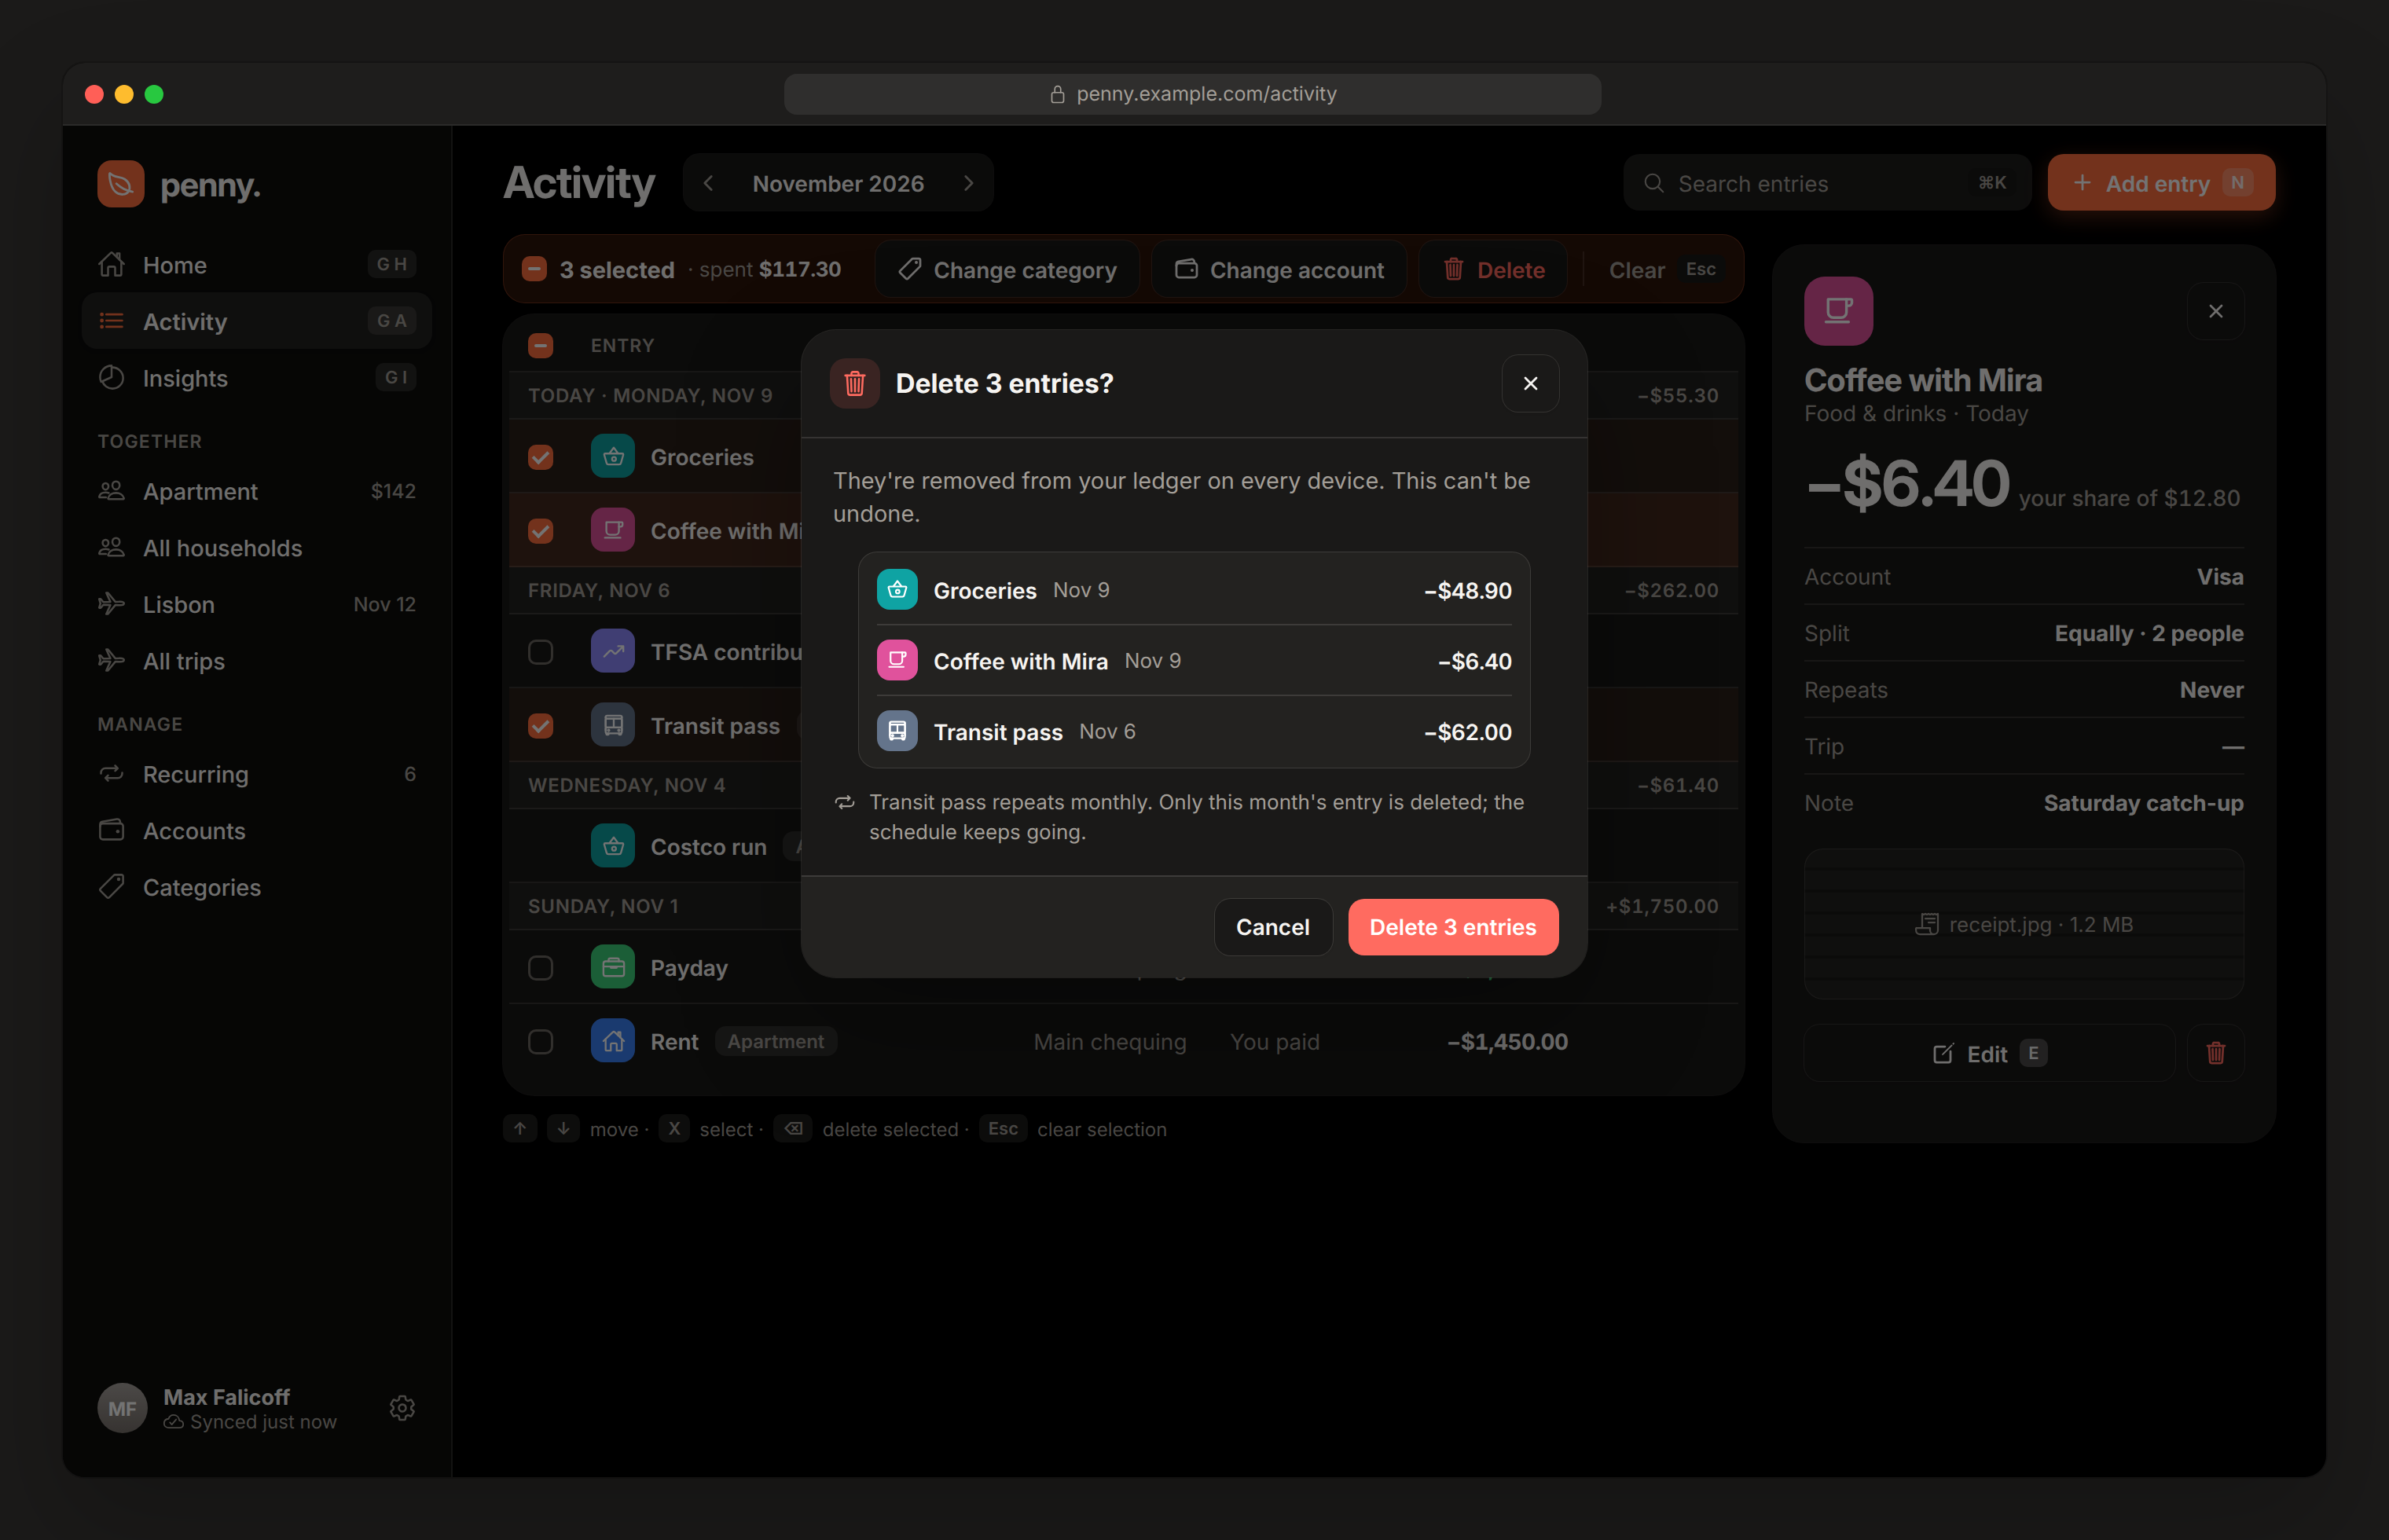 penny.example.com/activity
penny.
Home G H
Activity G A
Insights G I
TOGETHER
Apartment $142
All households
Lisbon Nov 12
All trips
MANAGE
Recurring 6
Accounts
Categories
MF Max Falicoff
Synced just now
Activity
November 2026
Search entries ⌘K
+ Add entry N
3 selected · spent $117.30
Change category
Change account
Delete
Clear Esc
ENTRY
TODAY · MONDAY, NOV 9 −$55.30
Groceries
Coffee with Mi
FRIDAY, NOV 6 −$262.00
TFSA contribu
Transit pass
WEDNESDAY, NOV 4 −$61.40
Costco run
SUNDAY, NOV 1 +$1,750.00
Payday
Rent Apartment Main chequing You paid −$1,450.00
↑ ↓ move · X select · ⌫ delete selected · Esc clear selection
Delete 3 entries?
They're removed from your ledger on every device. This can't be
undone.
Groceries Nov 9 −$48.90
Coffee with Mira Nov 9 −$6.40
Transit pass Nov 6 −$62.00
Transit pass repeats monthly. Only this month's entry is deleted; the
schedule keeps going.
Cancel
Delete 3 entries
Coffee with Mira
Food & drinks · Today
−$6.40 your share of $12.80
Account Visa
Split Equally · 2 people
Repeats Never
Trip —
Note Saturday catch-up
receipt.jpg · 1.2 MB
Edit E